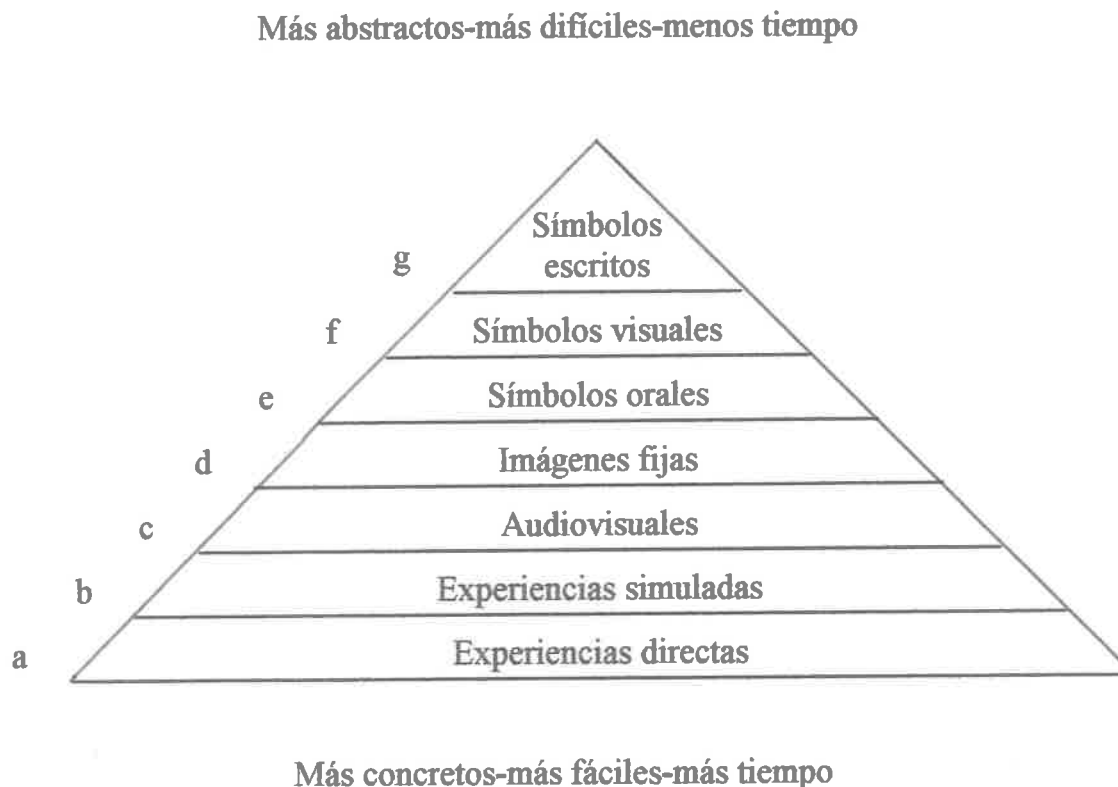 Más abstractos-más difíciles-menos tiempo
Símbolos
escritos
g
Símbolos visuales
f
Símbolos orales
e
Imágenes fijas
d
Audiovisuales
c
Experiencias simuladas
b
Experiencias directas
a
Más concretos-más fáciles-más tiempo